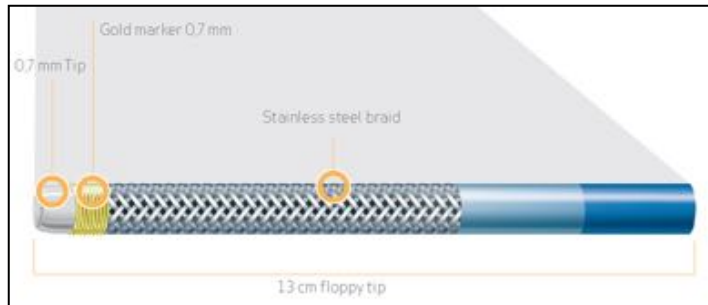 Gold marker 0.7 mm
0.7 mm Tip
Stainless steel braid
13 cm floppy tip